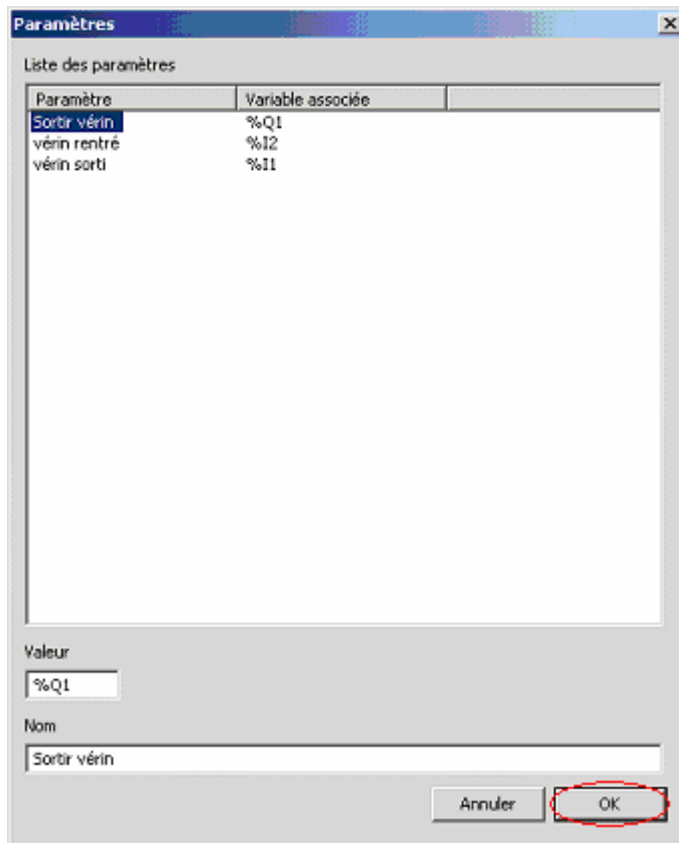 Paramètres
Liste des paramètres
Paramètre Variable associée
Sortir vérin %Q1
vérin rentré %I2
vérin sorti %I1
Valeur
%Q1
Nom
Sortir vérin
Annuler OK